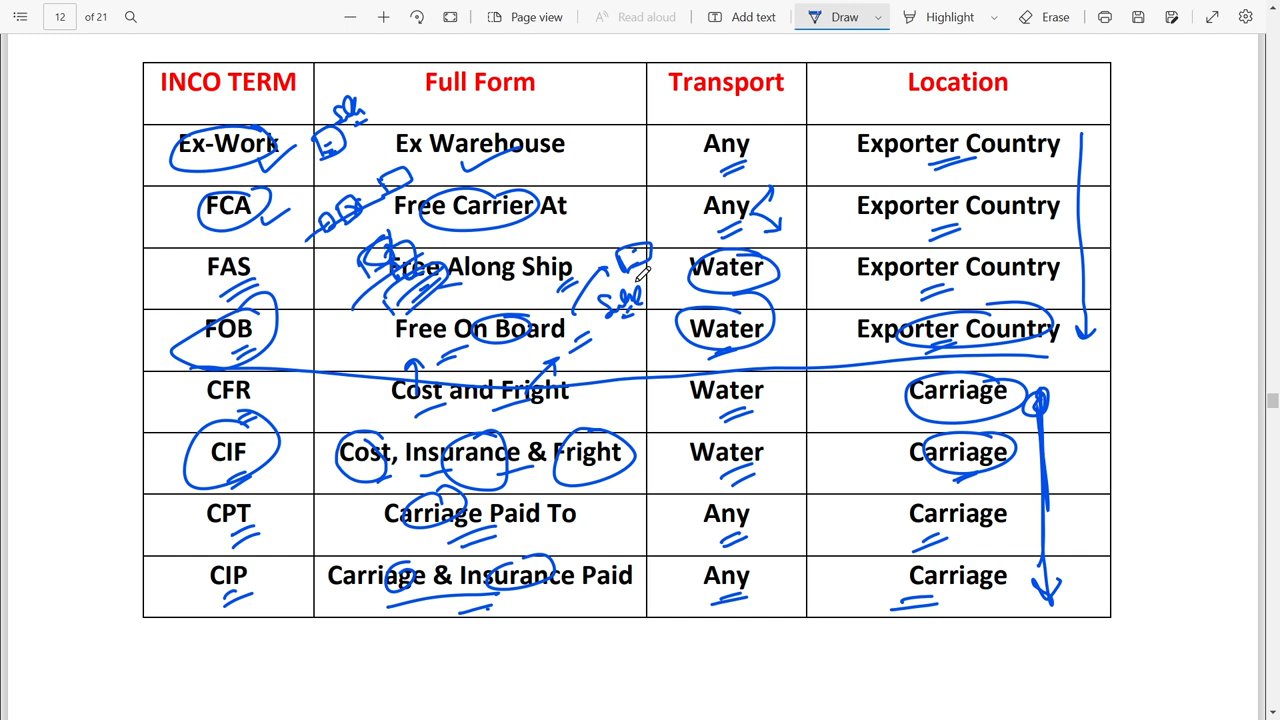 12 of 21 Page view Read aloud Add text Draw Highlight Erase
INCO TERM Full Form Transport Location
Ex-Work Ex Warehouse Any Exporter Country
FCA Free Carrier At Any Exporter Country
FAS Free Along Ship Water Exporter Country
FOB Free On Board Water Exporter Country
CFR Cost and Fright Water Carriage
CIF Cost, Insurance & Fright Water Carriage
CPT Carriage Paid To Any Carriage
CIP Carriage & Insurance Paid Any Carriage